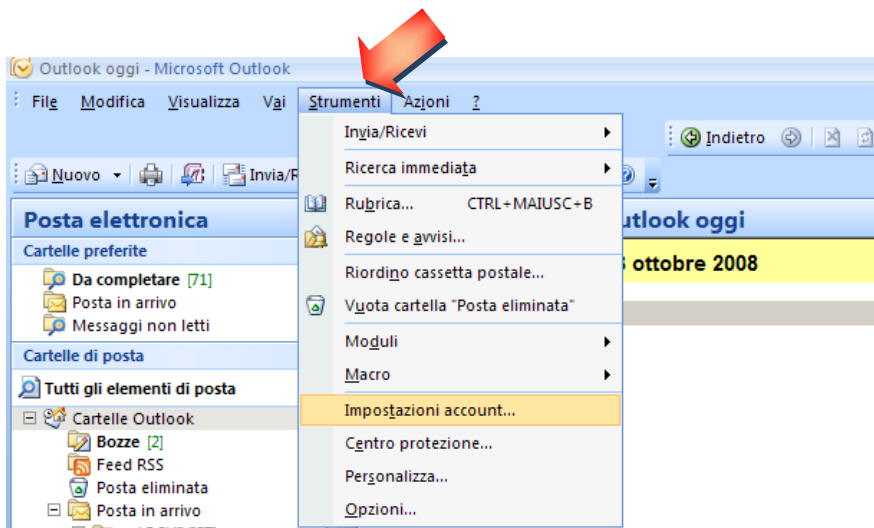 Outlook oggi - Microsoft Outlook
File Modifica Visualizza Vai Strumenti Azioni ?
Indietro
Nuovo Invia/R
Posta elettronica
Cartelle preferite
Da completare [71]
Posta in arrivo
Messaggi non letti
Cartelle di posta
Tutti gli elementi di posta
Cartelle Outlook
Bozze [2]
Feed RSS
Posta eliminata
Posta in arrivo
Invia/Ricevi
Ricerca immediata
Rubrica... CTRL+MAIUSC+B
Regole e avvisi...
Riordino cassetta postale...
Vuota cartella "Posta eliminata"
Moduli
Macro
Impostazioni account...
Centro protezione...
Personalizza...
Opzioni...
utlook oggi
ottobre 2008